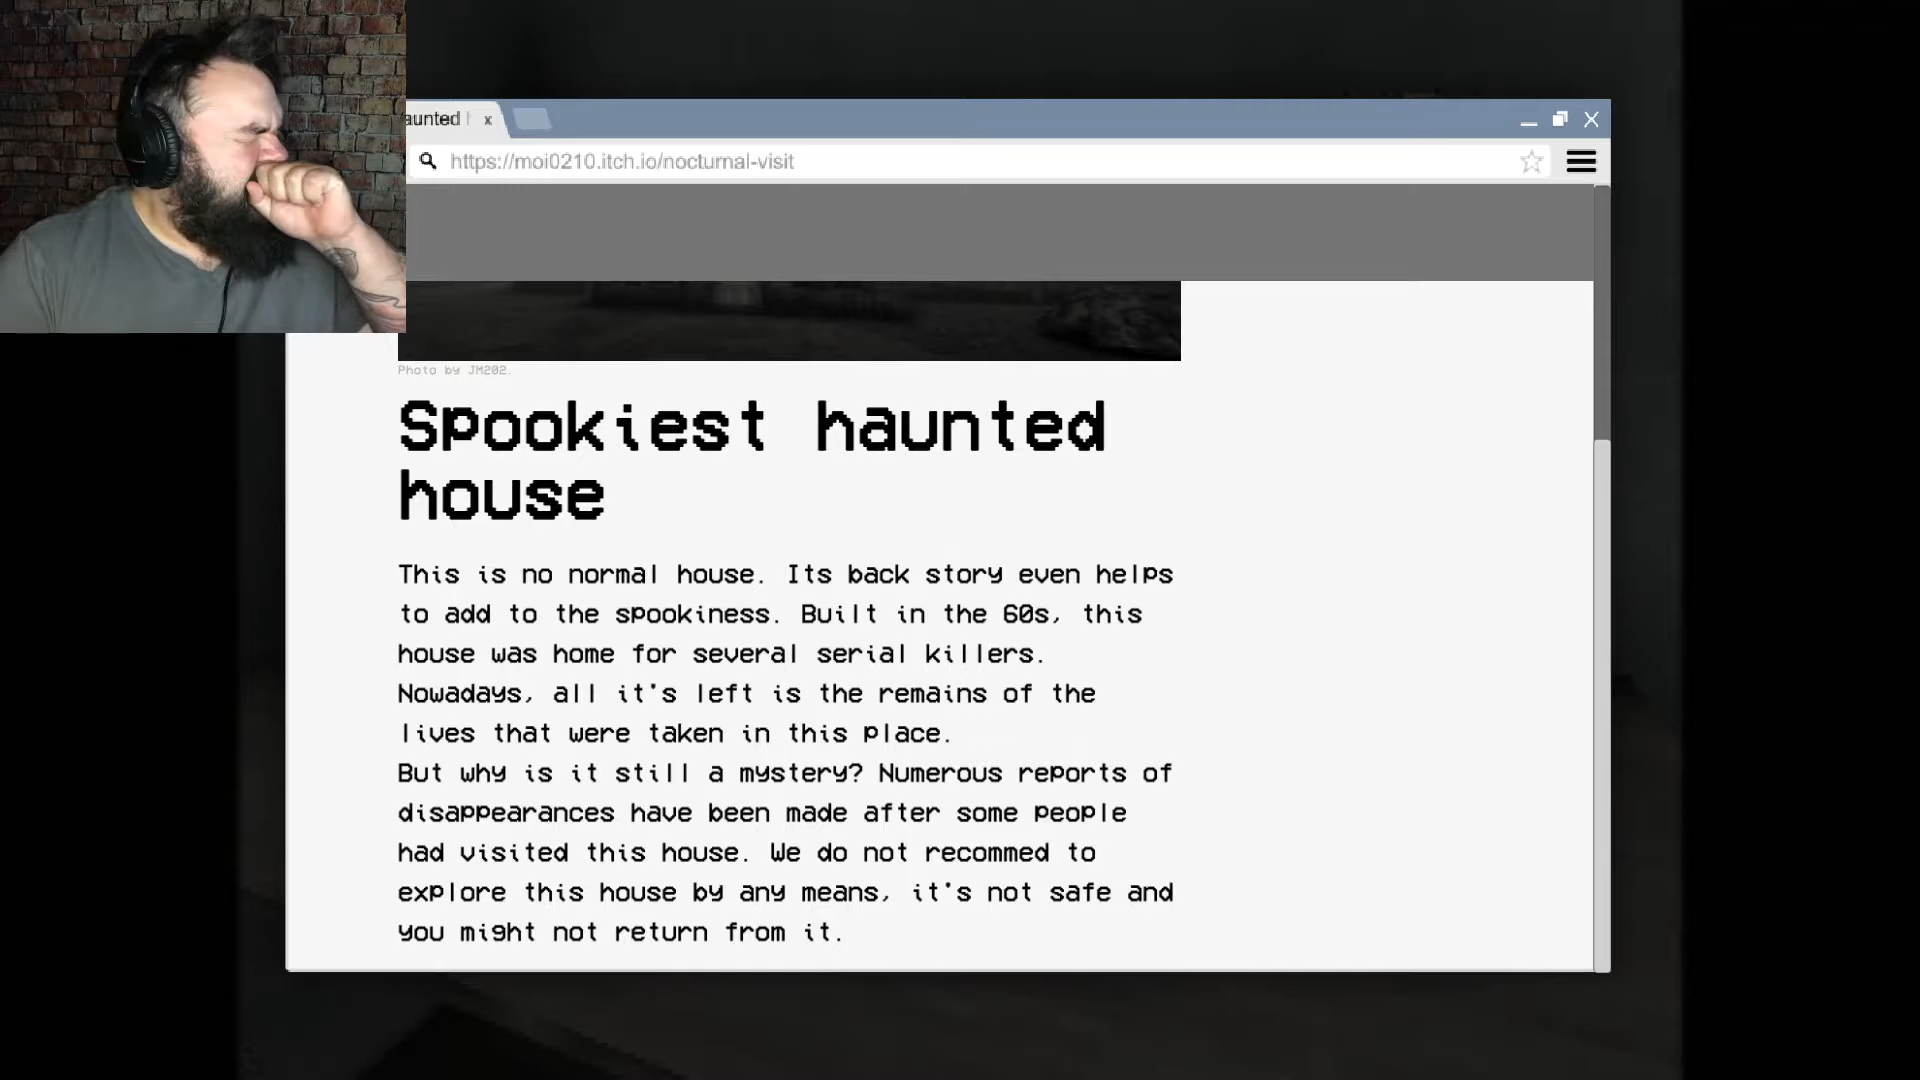 aunted
x
https://moi0210.itch.io/nocturnal-visit
Photo by JM202.
Spookiest haunted
house
This is no normal house. Its back story even helps
to add to the spookiness. Built in the 60s, this
house was home for several serial killers.
Nowadays, all it's left is the remains of the
lives that were taken in this place.
But why is it still a mystery? Numerous reports of
disappearances have been made after some people
had visited this house. We do not recommed to
explore this house by any means, it's not safe and
you might not return from it.